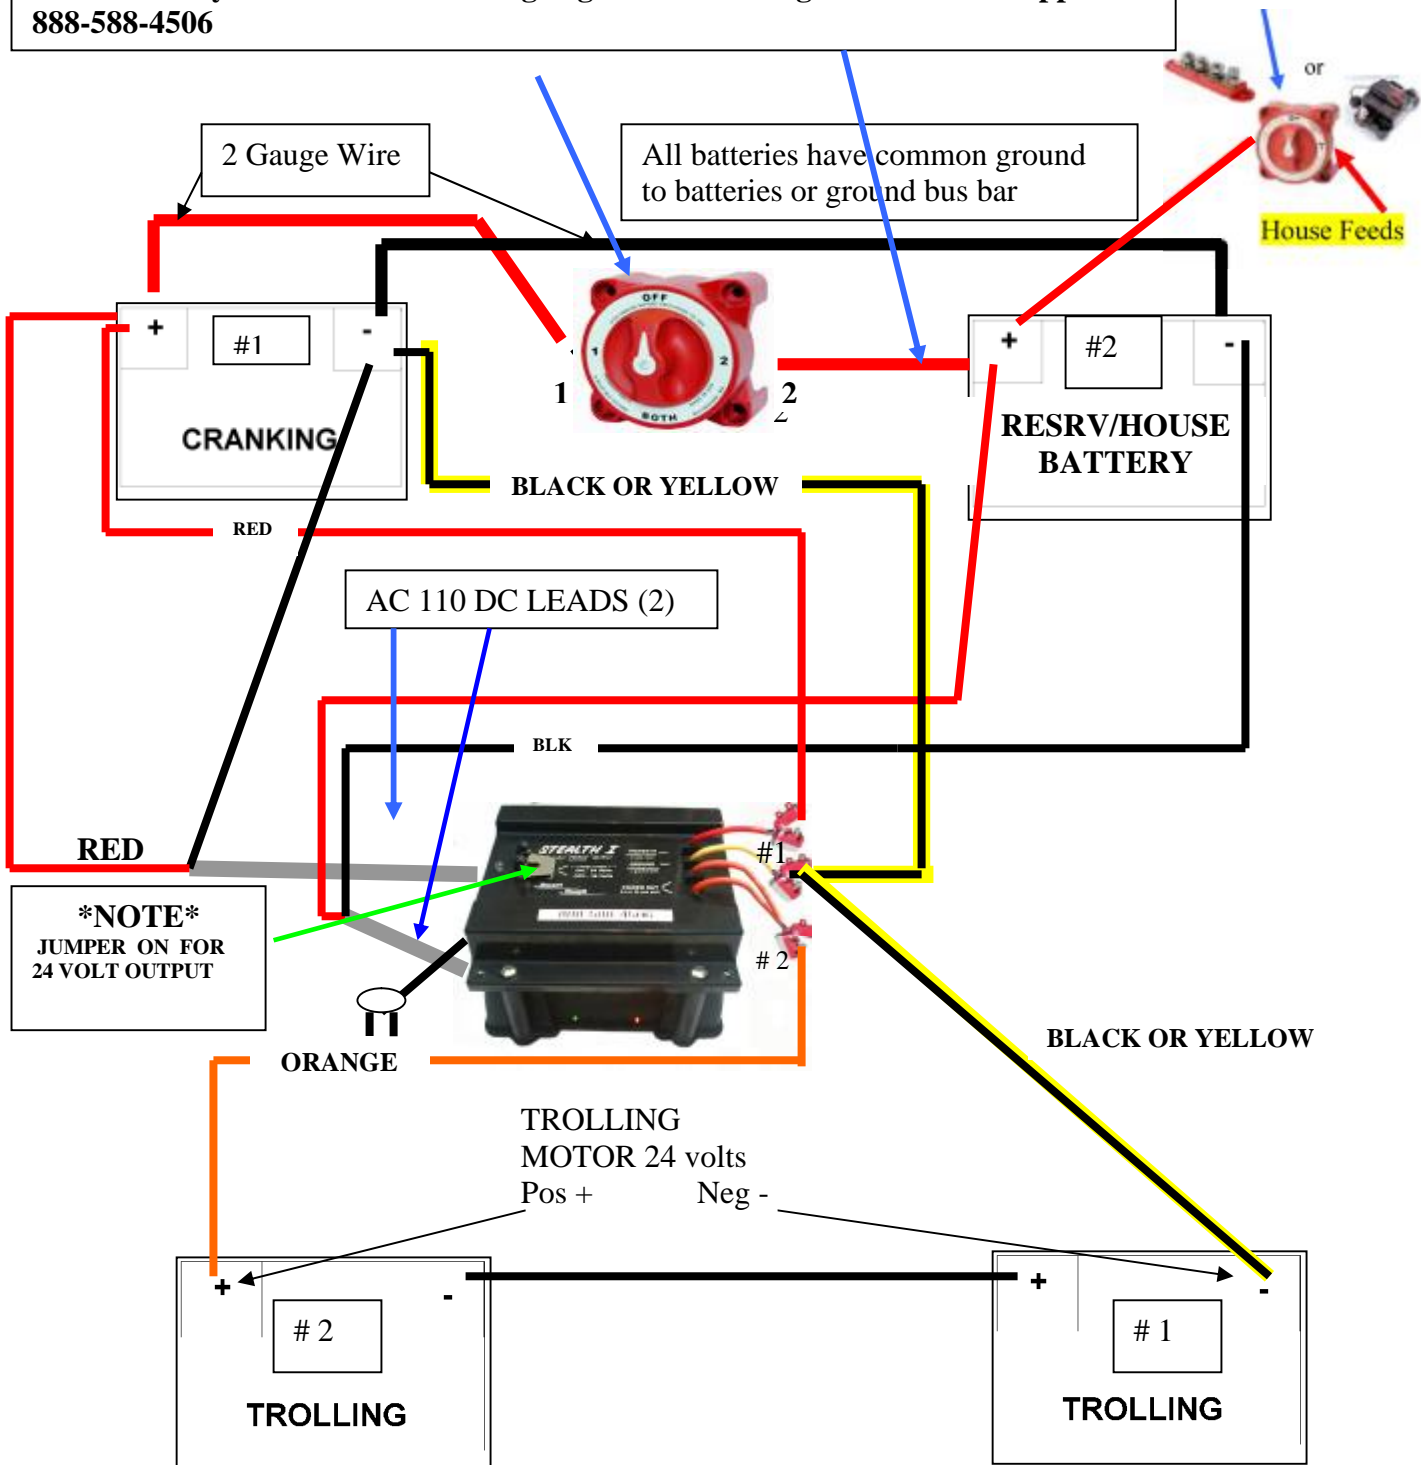 888-588-4506
or
2 Gauge Wire
All batteries have common ground
to batteries or ground bus bar
House Feeds
+
#1
-
CRANKING
OFF
1
2
BOTH
1
2
2
+
#2
-
RESRV/HOUSE
BATTERY
BLACK OR YELLOW
RED
AC 110 DC LEADS (2)
BLK
RED
STEALTH I
#1
# 2
*NOTE*
JUMPER ON FOR
24 VOLT OUTPUT
ORANGE
BLACK OR YELLOW
TROLLING
MOTOR 24 volts
Pos + Neg -
+
-
# 2
TROLLING
+
-
# 1
TROLLING